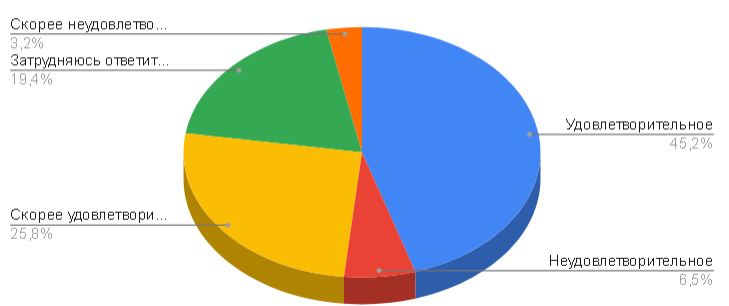 Скорее неудовлетво...
3,2%
Затрудняюсь ответит...
19,4%
Удовлетворительное
45,2%
Скорее удовлетвори...
25,8%
Неудовлетворительное
6,5%